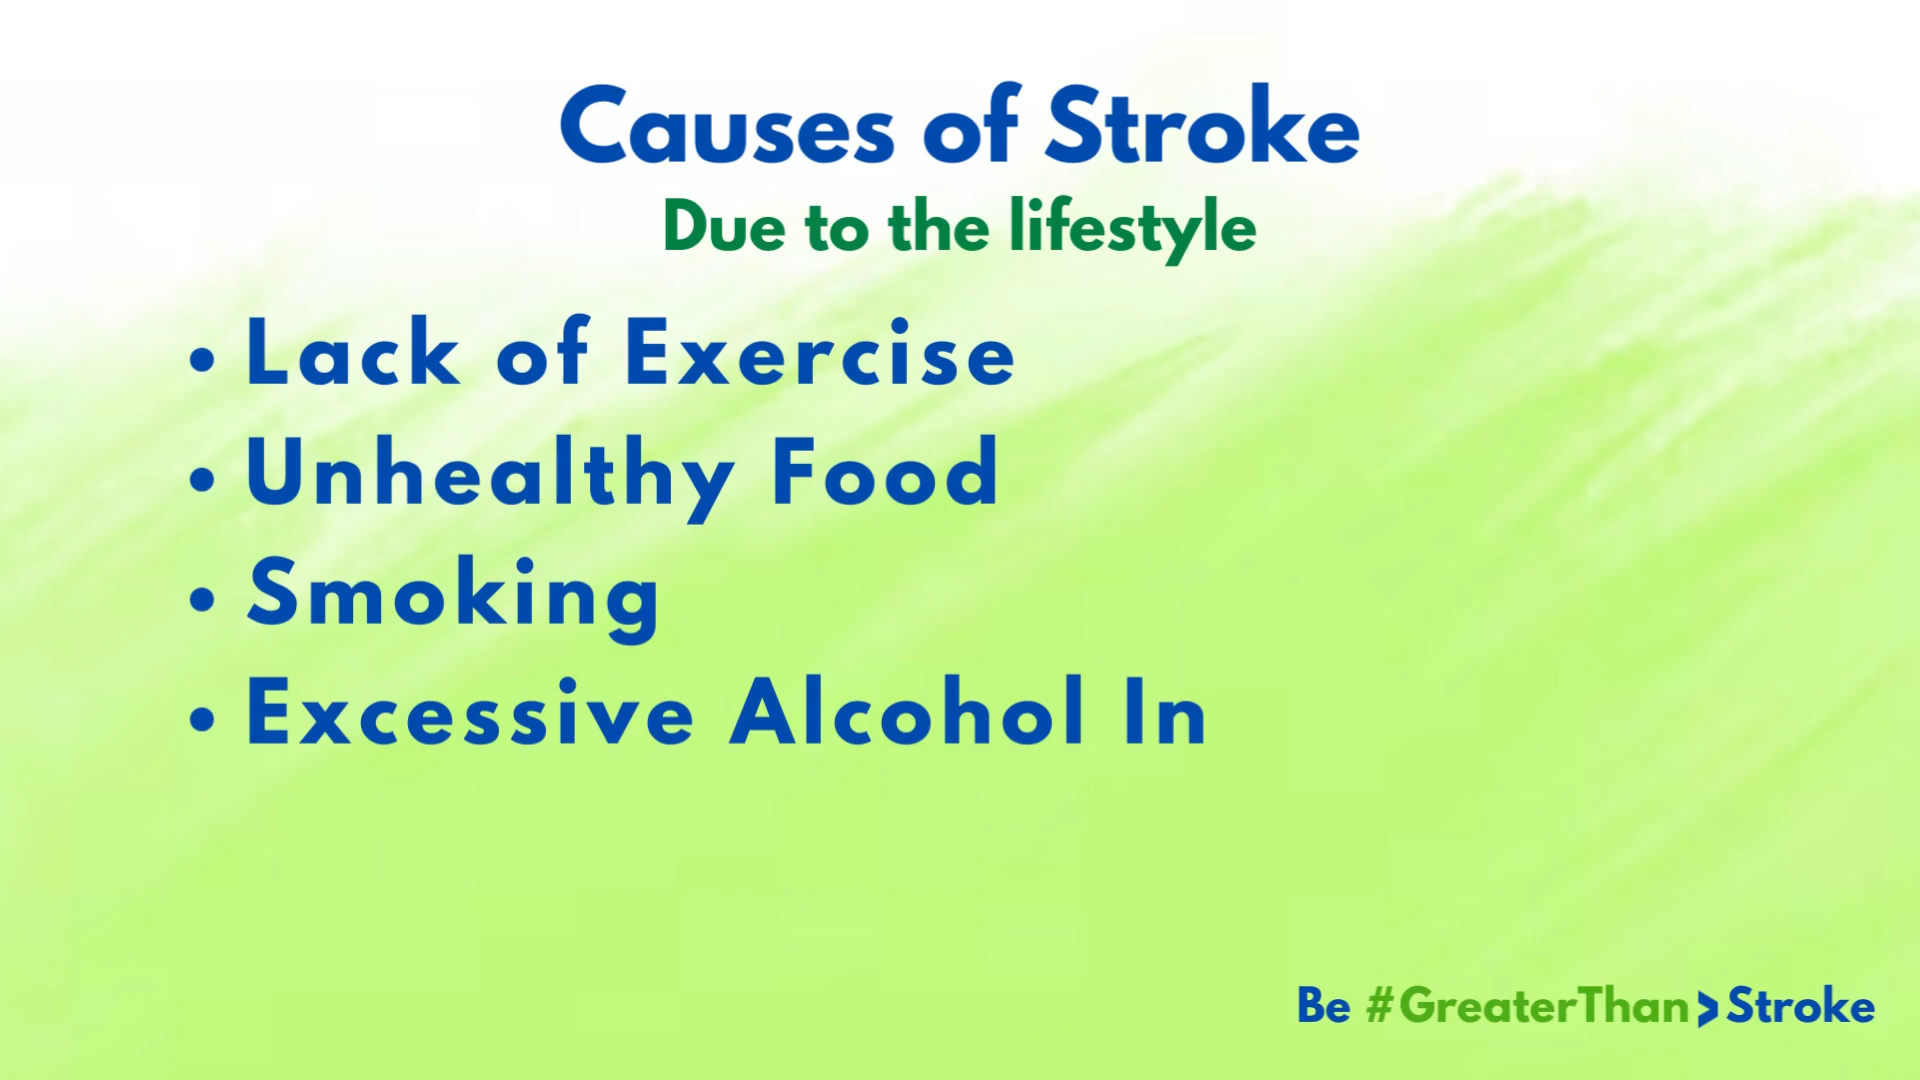 Causes of Stroke
Due to the lifestyle
• Lack of Exercise
• Unhealthy Food
• Smoking
• Excessive Alcohol In
Be #GreaterThan>Stroke